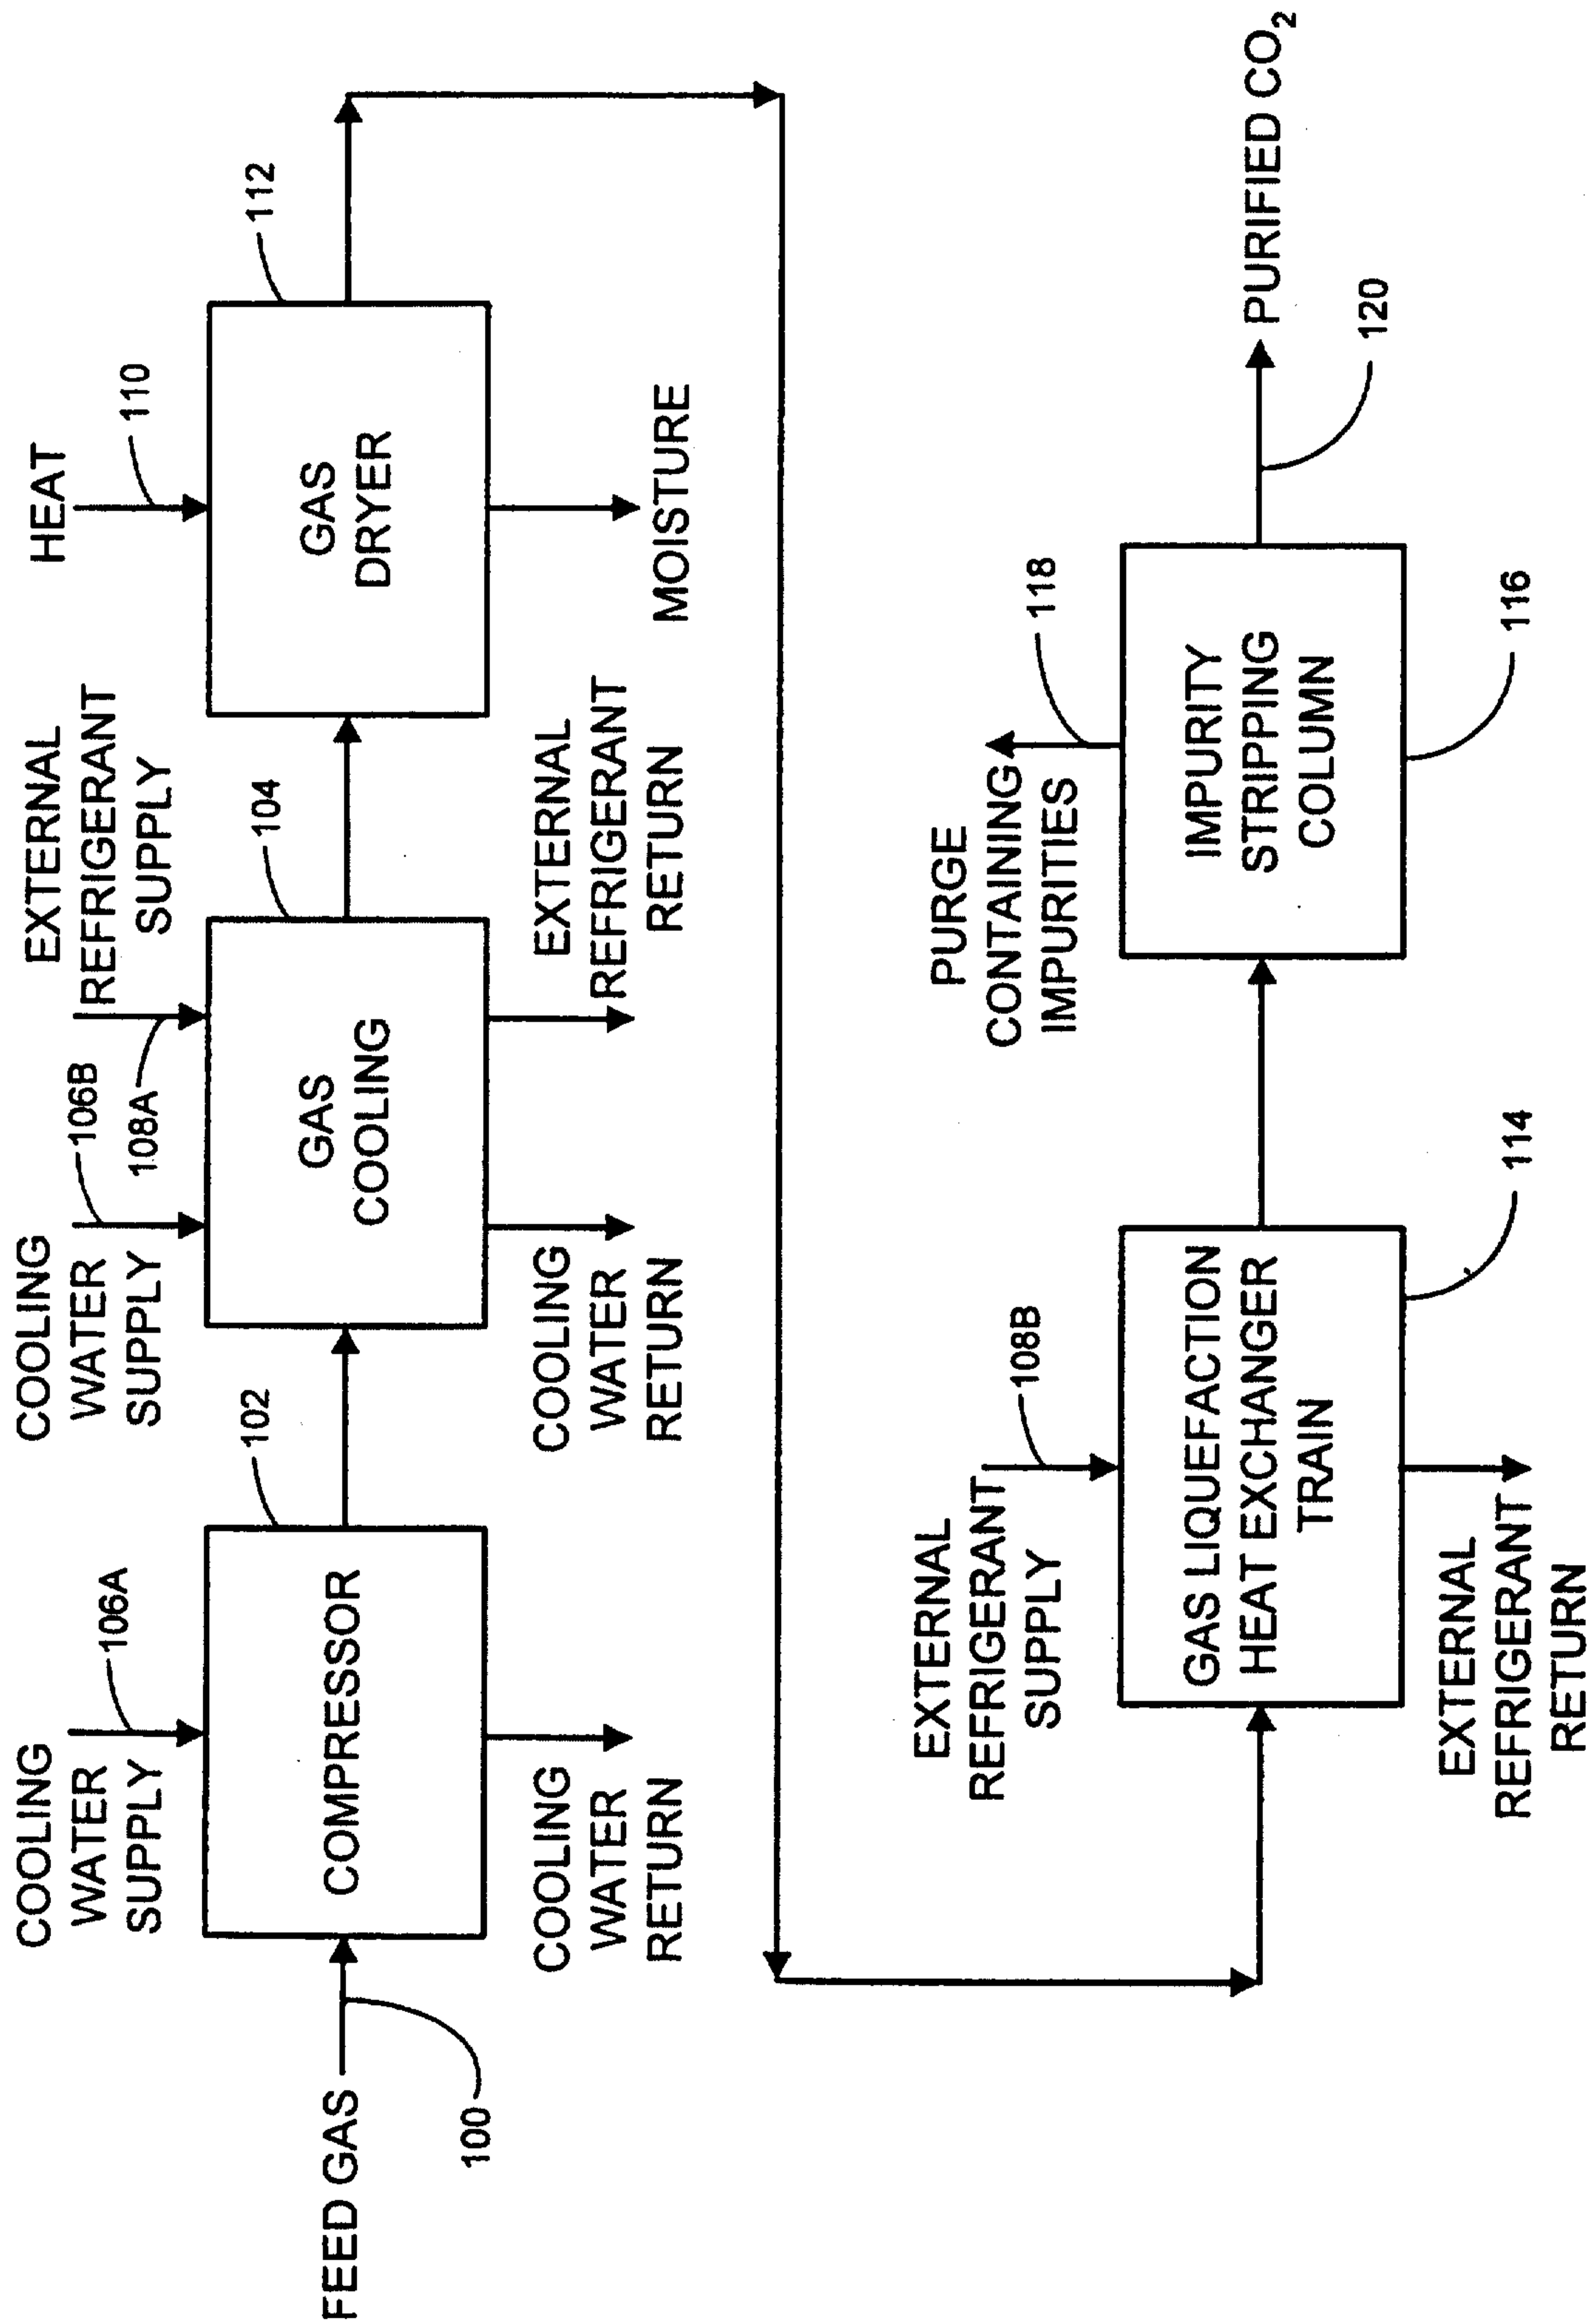 COOLING
WATER
SUPPLY
106A
COOLING
WATER
SUPPLY
106B
108A
EXTERNAL
REFRIGERANT
SUPPLY
HEAT
110
FEED GAS
100
COMPRESSOR
102
GAS
COOLING
104
GAS
DRYER
112
COOLING
WATER
RETURN
COOLING
WATER
RETURN
EXTERNAL
REFRIGERANT
RETURN
MOISTURE
EXTERNAL
REFRIGERANT
SUPPLY
108B
PURGE
CONTAINING
IMPURITIES
118
GAS LIQUEFACTION
HEAT EXCHANGER
TRAIN
114
IMPURITY
STRIPPING
COLUMN
116
PURIFIED CO₂
120
EXTERNAL
REFRIGERANT
RETURN